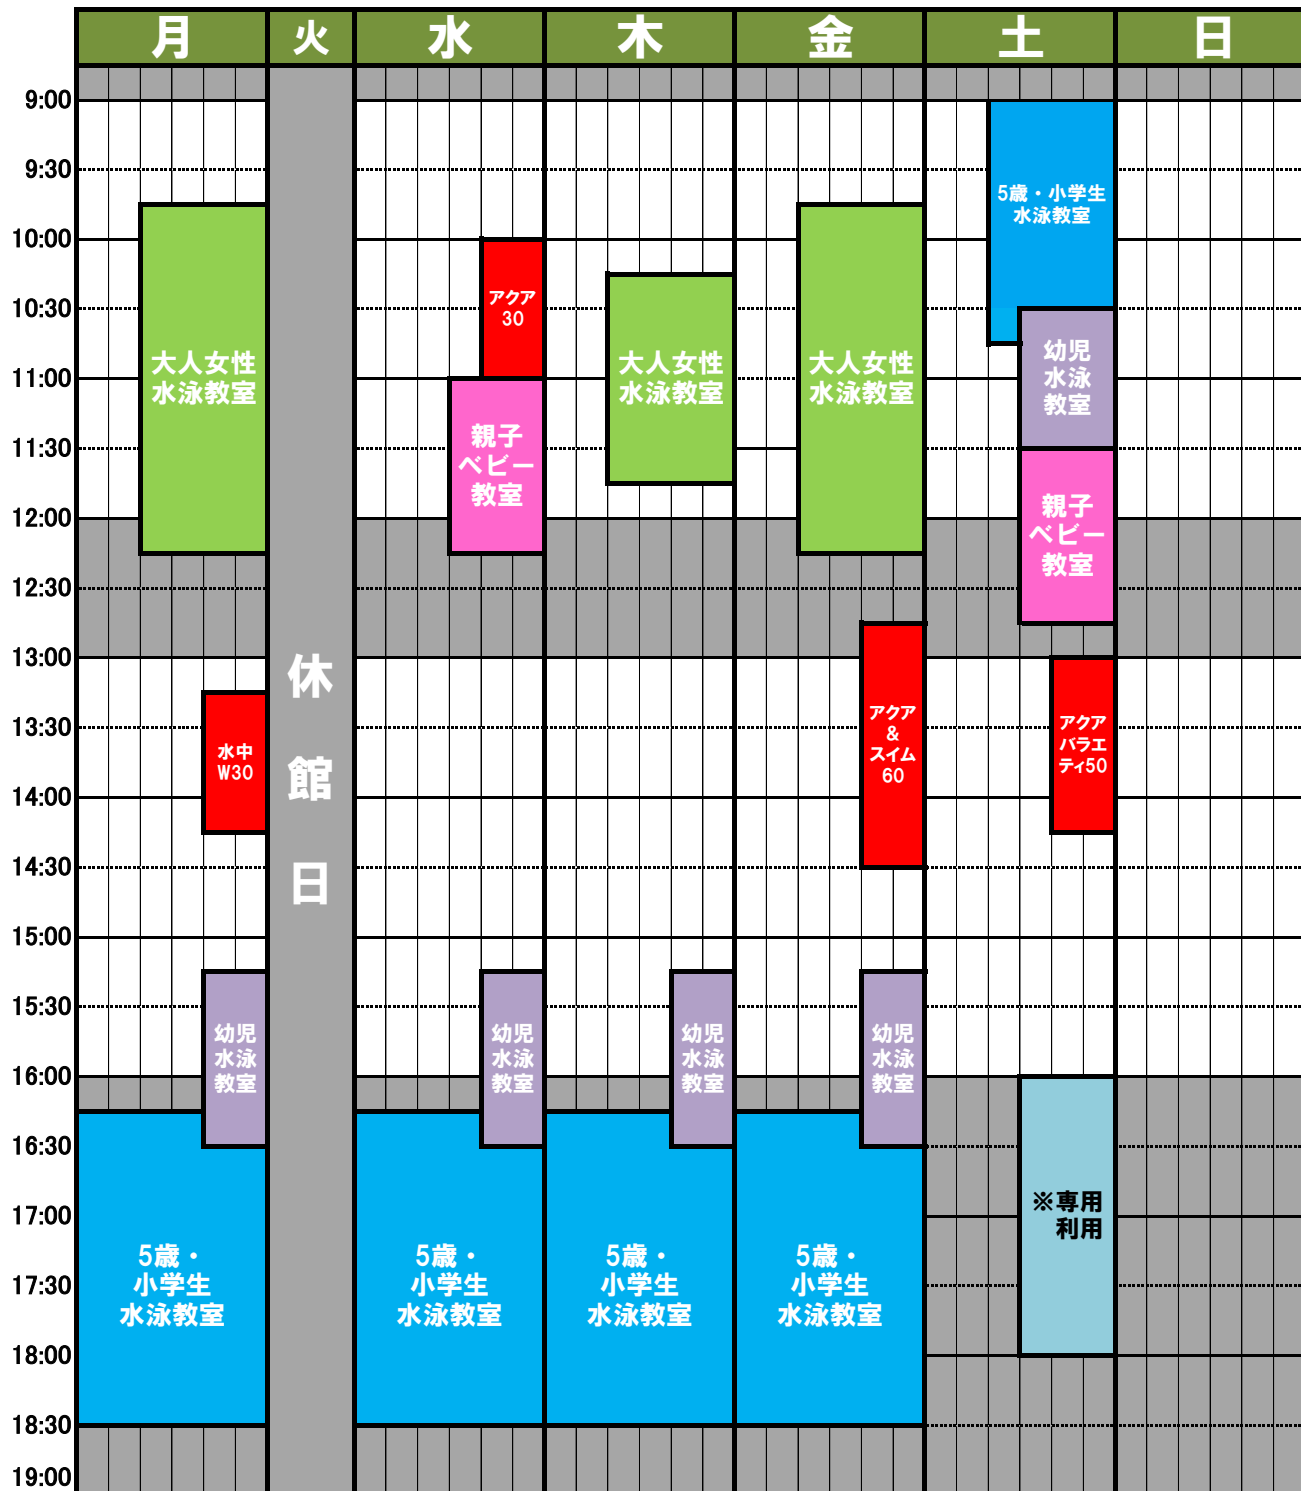 月 火 水 木 金 土 日
9:00
9:30
10:00
10:30
11:00
11:30
12:00
12:30
13:00
13:30
14:00
14:30
15:00
15:30
16:00
16:30
17:00
17:30
18:00
18:30
19:00
大人女性
水泳教室
水中
W30
幼児
水泳
教室
5歳・
小学生
水泳教室
休
館
日
アクア
30
親子
ベビー
教室
幼児
水泳
教室
5歳・
小学生
水泳教室
大人女性
水泳教室
幼児
水泳
教室
5歳・
小学生
水泳教室
大人女性
水泳教室
アクア
&
スイム
60
幼児
水泳
教室
5歳・
小学生
水泳教室
5歳・小学生
水泳教室
幼児
水泳
教室
親子
ベビー
教室
アクア
バラエ
ティ50
※専用
利用